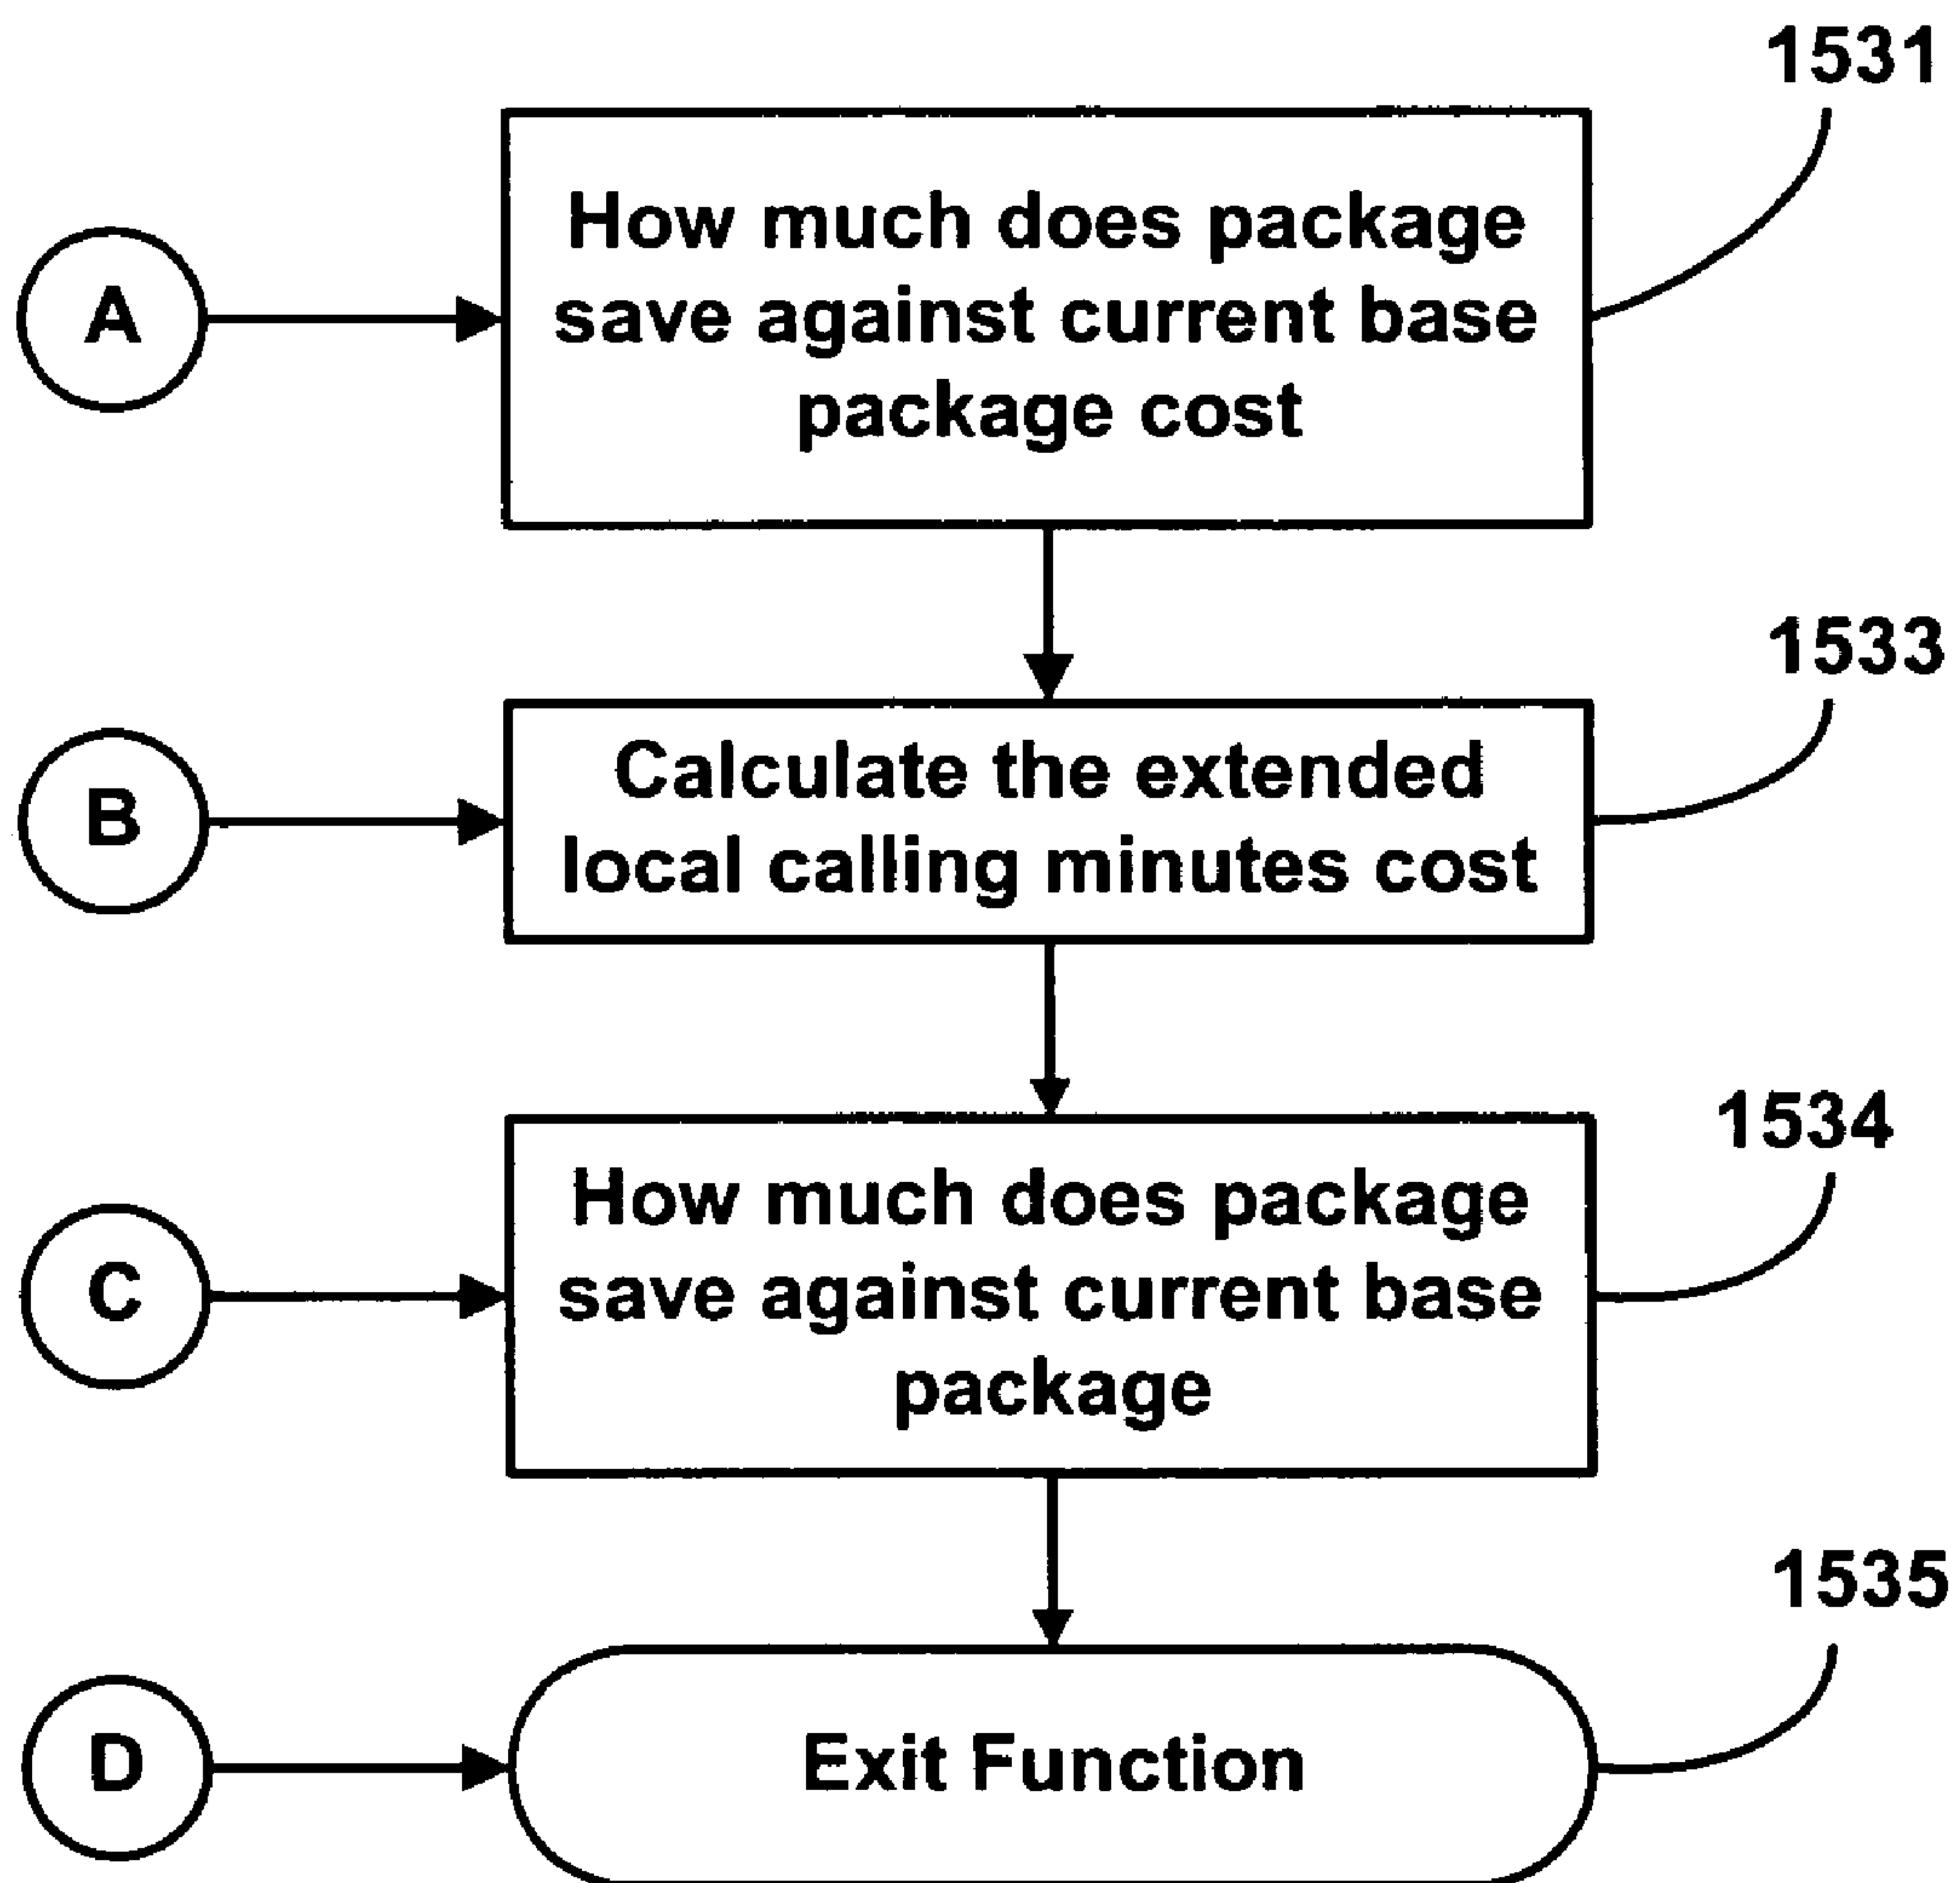 1531
How much does package
save against current base
package cost
A
1533
Calculate the extended
local calling minutes cost
B
1534
How much does package
save against current base
package
C
1535
Exit Function
D